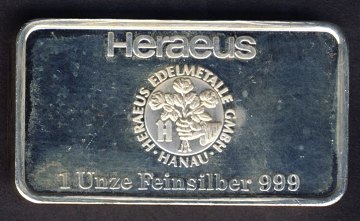 Heraeus
HERAEUS EDELMETALLE GMBH
· HANAU ·
H
1 Unze Feinsilber 999